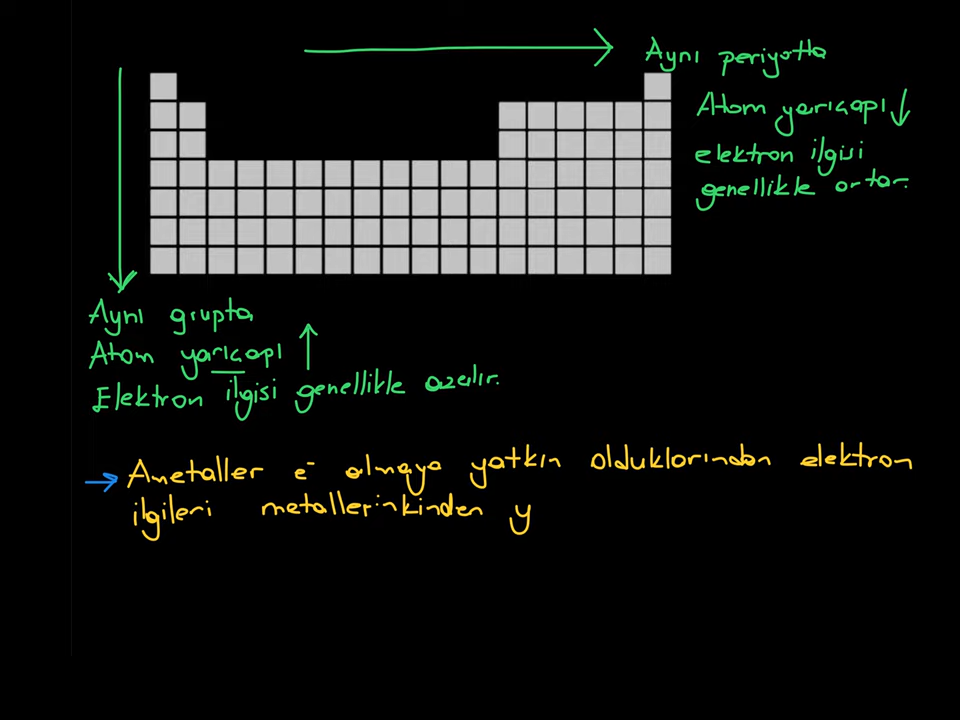 Aynı periyotta
Atom yarıçapı ↓
elektron ilgisi
genellikle artar.
Aynı grupta
Atom yarıçapı ↑
Elektron ilgisi genellikle azalır.
→ Ametaller e⁻ almaya yatkın olduklarından elektron
ilgileri metallerinkinden y